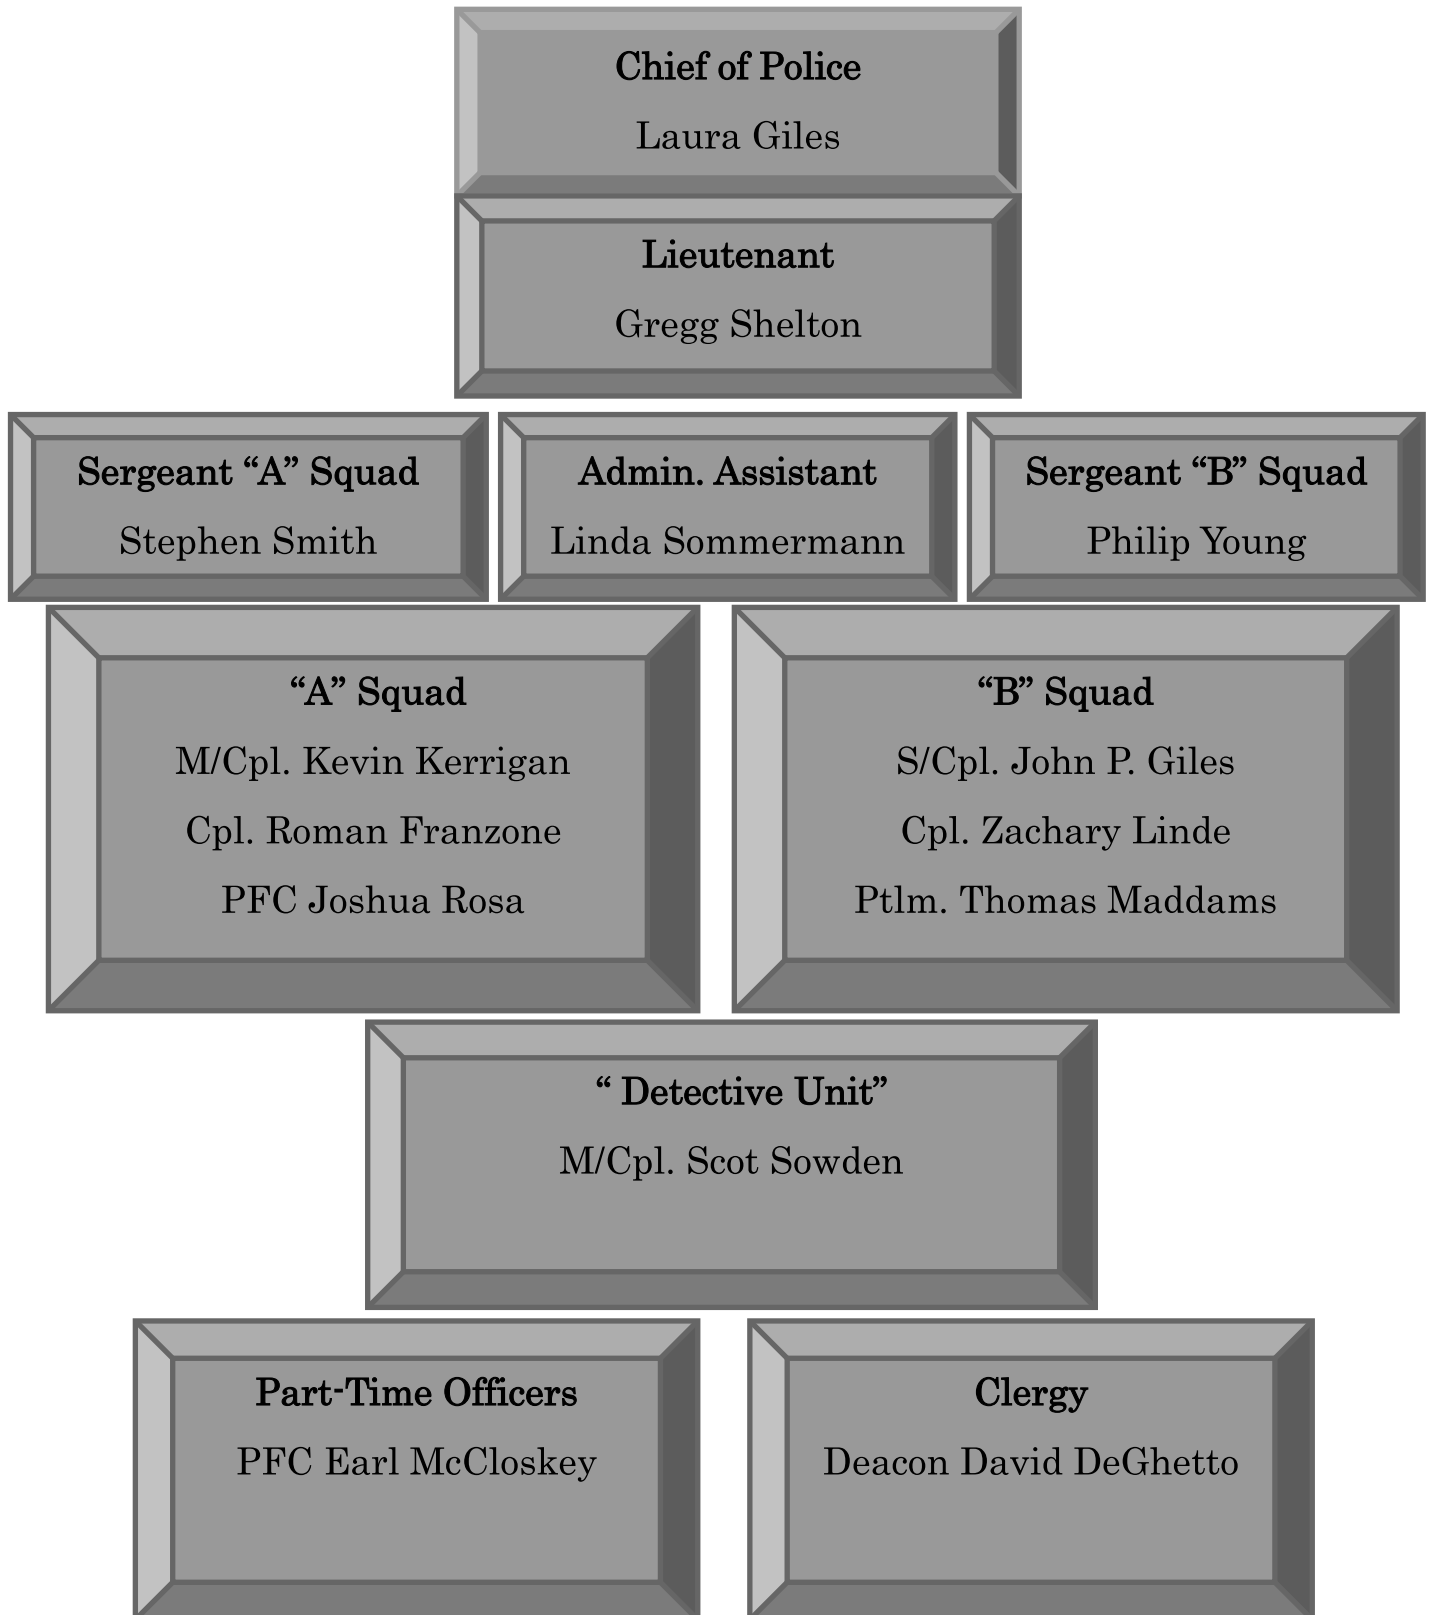 Chief of Police
Laura Giles
Lieutenant
Gregg Shelton
Sergeant “A” Squad
Stephen Smith
Admin. Assistant
Linda Sommermann
Sergeant “B” Squad
Philip Young
“A” Squad
M/Cpl. Kevin Kerrigan
Cpl. Roman Franzone
PFC Joshua Rosa
“B” Squad
S/Cpl. John P. Giles
Cpl. Zachary Linde
Ptlm. Thomas Maddams
“ Detective Unit”
M/Cpl. Scot Sowden
Part-Time Officers
PFC Earl McCloskey
Clergy
Deacon David DeGhetto